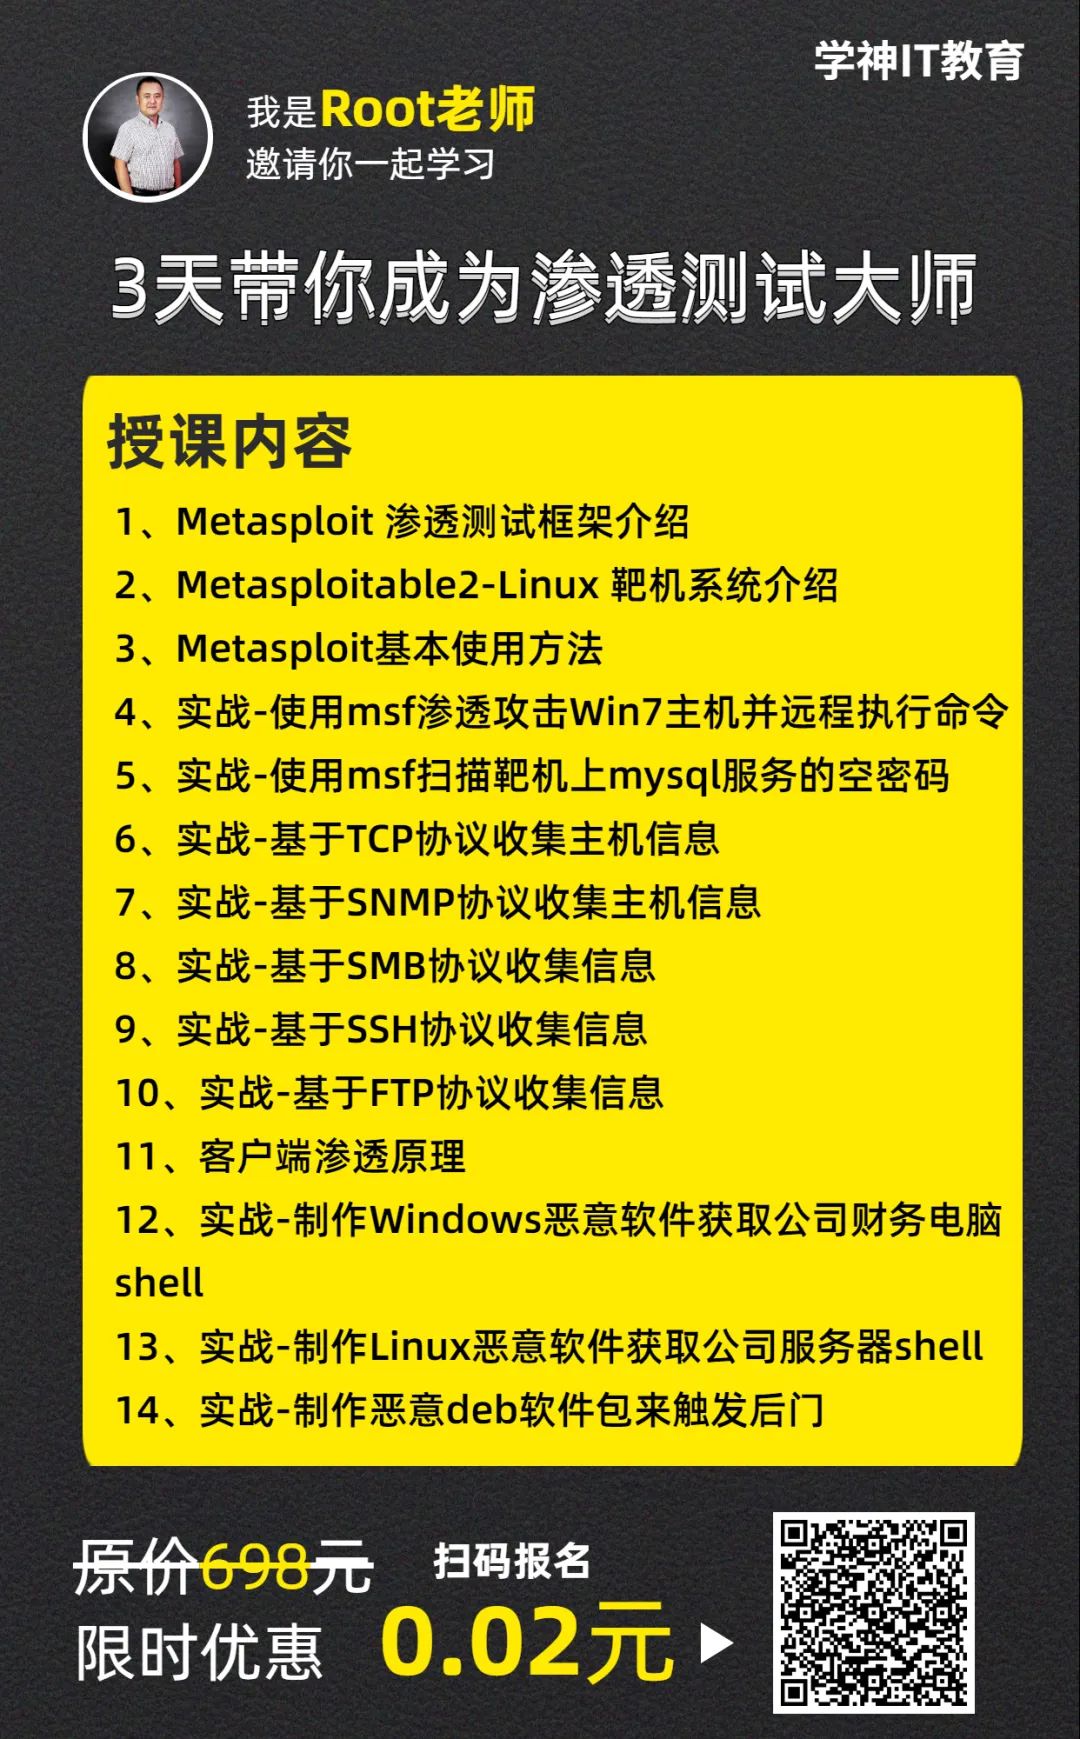 学神IT教育
我是Root老师
邀请你一起学习
3天带你成为渗透测试大师
授课内容
1、Metasploit 渗透测试框架介绍
2、Metasploitable2-Linux 靶机系统介绍
3、Metasploit基本使用方法
4、实战-使用msf渗透攻击Win7主机并远程执行命令
5、实战-使用msf扫描靶机上mysql服务的空密码
6、实战-基于TCP协议收集主机信息
7、实战-基于SNMP协议收集主机信息
8、实战-基于SMB协议收集信息
9、实战-基于SSH协议收集信息
10、实战-基于FTP协议收集信息
11、客户端渗透原理
12、实战-制作Windows恶意软件获取公司财务电脑
shell
13、实战-制作Linux恶意软件获取公司服务器shell
14、实战-制作恶意deb软件包来触发后门
原价698元
扫码报名
限时优惠
0.02元